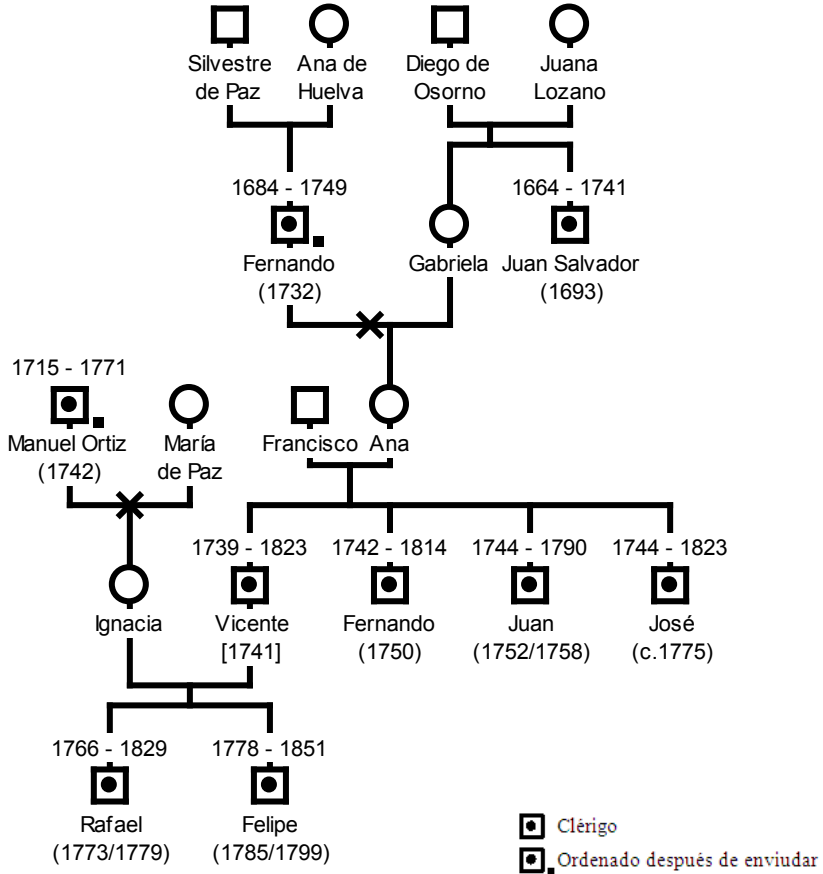 Silvestre de Paz
Ana de Huelva
Diego de Osorno
Juana Lozano
1684 - 1749
Fernando
(1732)
Gabriela
1664 - 1741
Juan Salvador
(1693)
1715 - 1771
Manuel Ortiz
(1742)
María de Paz
Francisco
Ana
Ignacia
1739 - 1823
Vicente
[1741]
1742 - 1814
Fernando
(1750)
1744 - 1790
Juan
(1752/1758)
1744 - 1823
José
(c.1775)
1766 - 1829
Rafael
(1773/1779)
1778 - 1851
Felipe
(1785/1799)
Clérigo
Ordenado después de enviudar